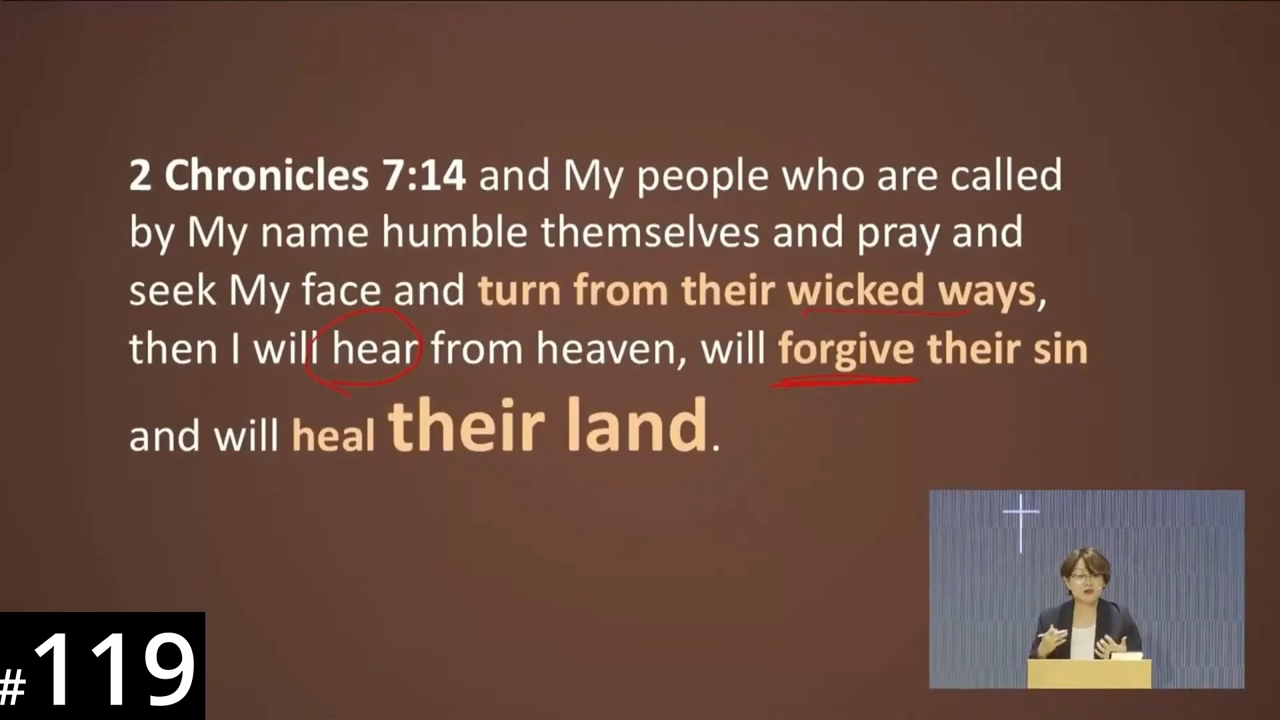 2 Chronicles 7:14 and My people who are called
by My name humble themselves and pray and
seek My face and turn from their wicked ways,
then I will hear from heaven, will forgive their sin
and will heal their land.
#119